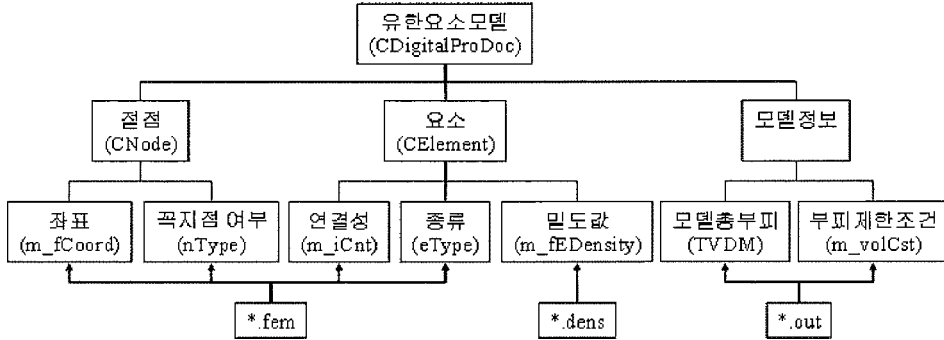 유한요소모델
(CDigitalProDoc)
절점
(CNode)
요소
(CElement)
모델정보
좌표
(m_fCoord)
꼭지점 여부
(nType)
연결성
(m_iCnt)
종류
(eType)
밀도값
(m_fEDensity)
모델총부피
(TVDM)
부피제한조건
(m_volCst)
*.fem
*.dens
*.out